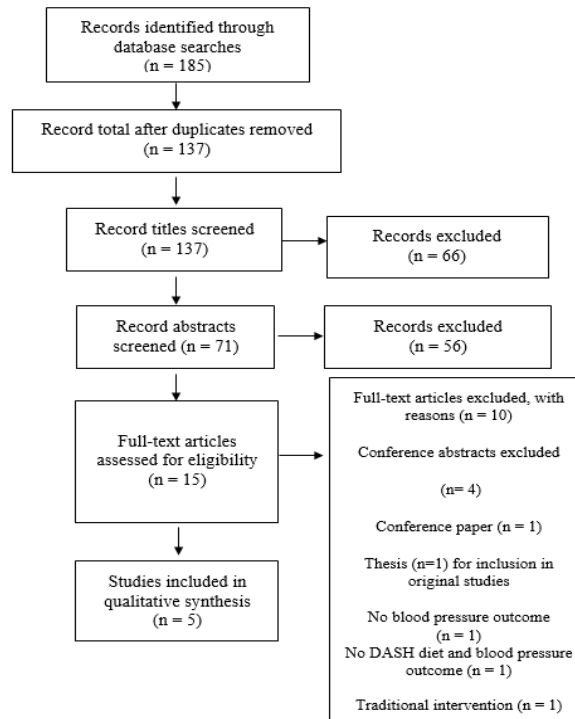 Records identified through
database searches
(n = 185)
Record total after duplicates removed
(n = 137)
Record titles screened
(n = 137)
Records excluded
(n = 66)
Record abstracts
screened (n = 71)
Records excluded
(n = 56)
Full-text articles
assessed for eligibility
(n = 15)
Full-text articles excluded, with
reasons (n = 10)
Conference abstracts excluded
(n= 4)
Conference paper (n = 1)
Thesis (n=1) for inclusion in
original studies
No blood pressure outcome
(n = 1)
No DASH diet and blood pressure
outcome (n = 1)
Traditional intervention (n = 1)
Studies included in
qualitative synthesis
(n = 5)